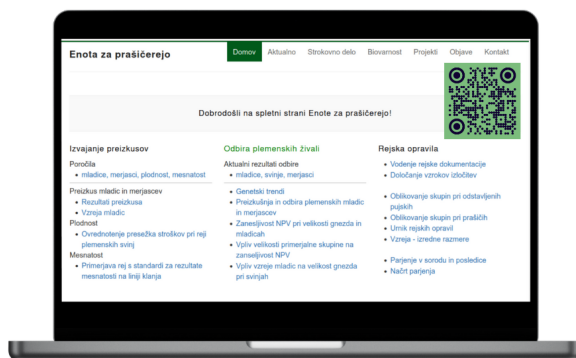 Enota za prašičerejo
Domov Aktualno Strokovno delo Biovarnost Projekti Objave Kontakt
Dobrodošli na spletni strani Enote za prašičerejo!
Izvajanje preizkusov
Poročila
• mladice, merjasci, plodnost, mesnatost
Preizkus mladic in merjascev
• Rezultati preizkusa
• Vzreja mladic
Plodnost
• Ovrednotenje presežka stroškov pri reji
plemenskih svinj
Mesnatost
• Primerjava rej s standardi za rezultate
mesnatosti na liniji klanja
Odbira plemenskih živali
Aktualni rezultati odbire
• mladice, svinje, merjasci
• Genetski trendi
• Preizkušnja in odbira plemenskih mladic
in merjascev
• Zanesljivost NPV pri velikosti gnezda in
mladicah
• Vpliv velikosti primerjalne skupine na
zanseljivost NPV
• Vpliv vzreje mladic na velikost gnezda
pri svinjah
Rejska opravila
• Vodenje rejske dokumentacije
• Določanje vzrokov izločitev
• Oblikovanje skupin pri odstavljenih
pujskih
• Oblikovanje skupin pri prašičih
• Urnik rejskih opravil
• Vzreja - izredne razmere
• Parjenje v sorodu in posledice
• Načrt parjenja